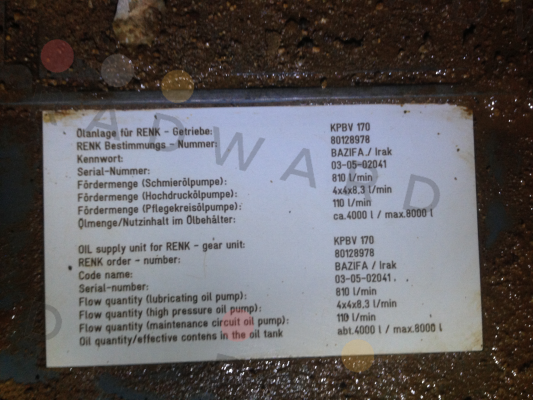 Ölanlage für RENK - Getriebe: KPBV 170
RENK Bestimmungs - Nummer: 80128978
Kennwort: BAZIFA / Irak
Serial-Nummer: 03-05-02041
Fördermenge (Schmierölpumpe): 810 l/min
Fördermenge (Hochdruckölpumpe): 4x4x8,3 l/min
Fördermenge (Pflegekreisölpumpe): 110 l/min
Ölmenge/Nutzinhalt im Ölbehälter: ca.4000 l / max.8000 l
OIL supply unit for RENK - gear unit: KPBV 170
RENK order - number: 80128978
Code name: BAZIFA / Irak
Serial-number: 03-05-02041
Flow quantity (lubricating oil pump): 810 l/min
Flow quantity (high pressure oil pump): 4x4x8,3 l/min
Flow quantity (maintenance circuit oil pump): 110 l/min
Oil quantity/effective contens in the oil tank abt.4000 l / max.8000 l
ADWARD